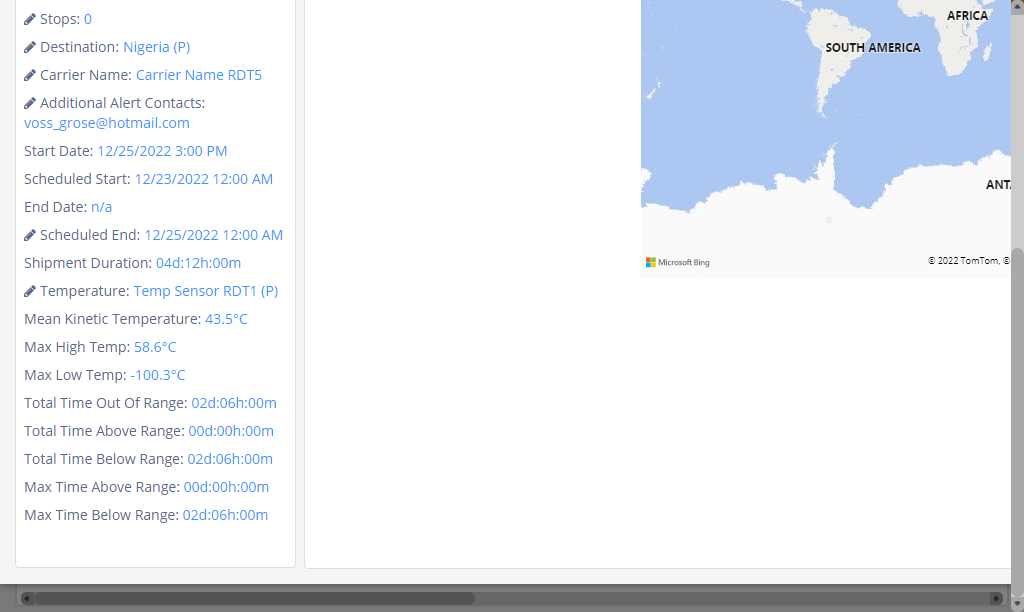 Stops: 0
Destination: Nigeria (P)
Carrier Name: Carrier Name RDT5
Additional Alert Contacts:
voss_grose@hotmail.com
Start Date: 12/25/2022 3:00 PM
Scheduled Start: 12/23/2022 12:00 AM
End Date: n/a
Scheduled End: 12/25/2022 12:00 AM
Shipment Duration: 04d:12h:00m
Temperature: Temp Sensor RDT1 (P)
Mean Kinetic Temperature: 43.5°C
Max High Temp: 58.6°C
Max Low Temp: -100.3°C
Total Time Out Of Range: 02d:06h:00m
Total Time Above Range: 00d:00h:00m
Total Time Below Range: 02d:06h:00m
Max Time Above Range: 00d:00h:00m
Max Time Below Range: 02d:06h:00m
AFRICA
SOUTH AMERICA
ANT
Microsoft Bing
© 2022 TomTom, ©